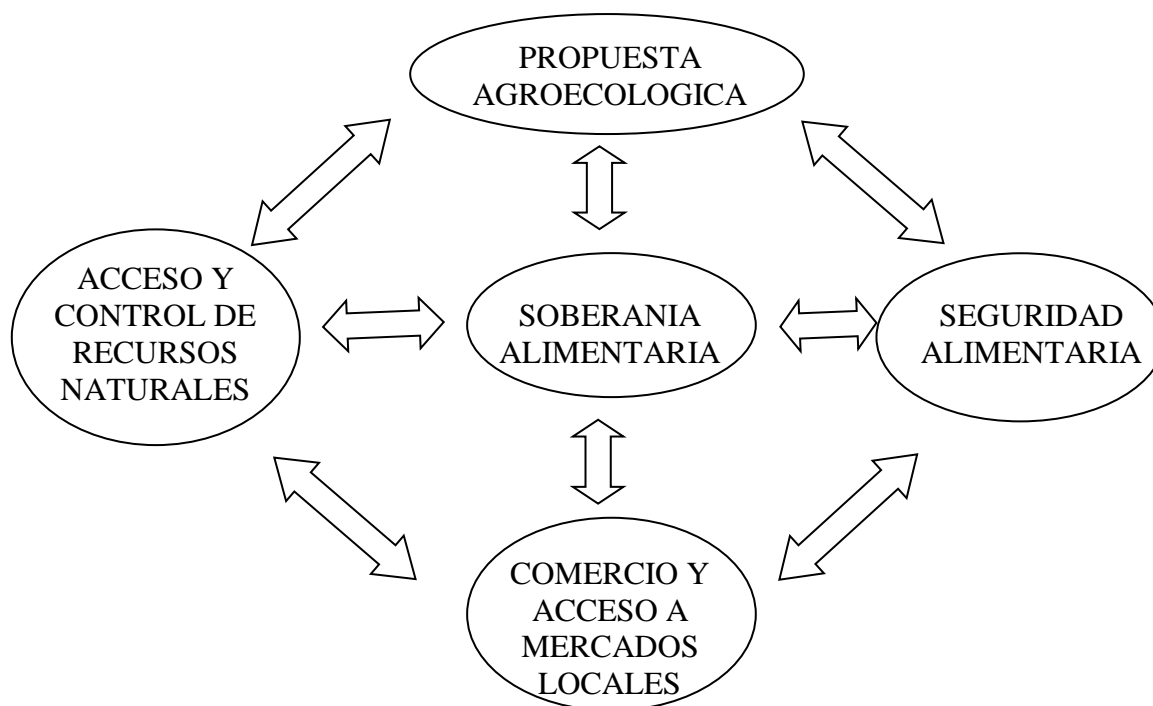 PROPUESTA
AGROECOLOGICA
ACCESO Y
CONTROL DE
RECURSOS
NATURALES
SOBERANIA
ALIMENTARIA
SEGURIDAD
ALIMENTARIA
COMERCIO Y
ACCESO A
MERCADOS
LOCALES